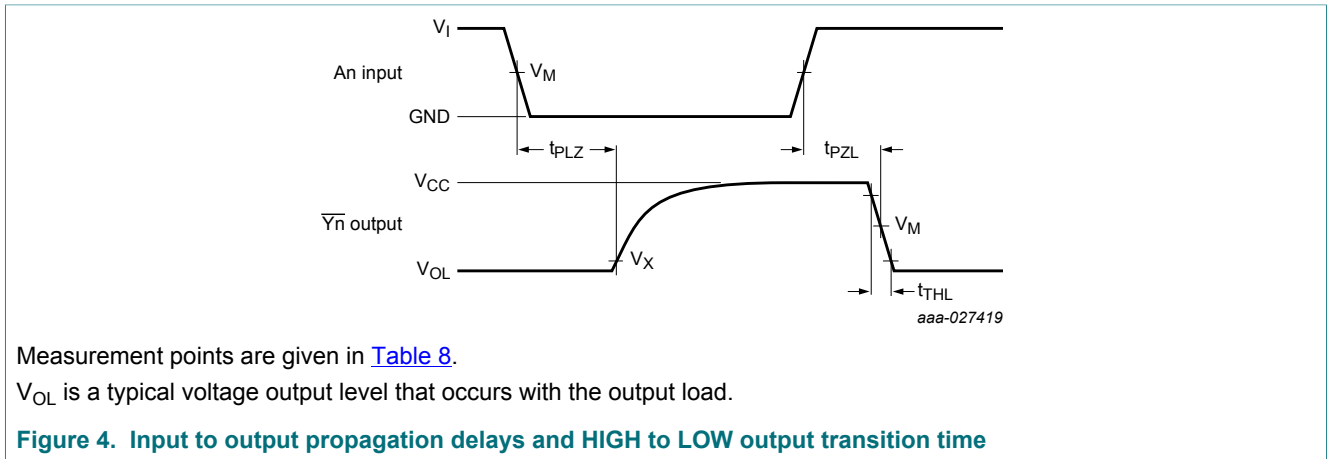 VI
An input
VM
GND
tPLZ
tPZL
VCC
Yn output
VM
VX
VOL
tTHL
aaa-027419
Measurement points are given in Table 8.
VOL is a typical voltage output level that occurs with the output load.
Figure 4. Input to output propagation delays and HIGH to LOW output transition time